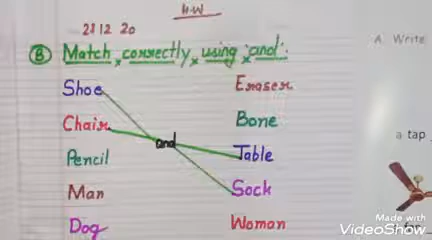 H.W
23 12 20
B Match correctly using 'and'.
Shoe Eraser
Chair Bone
and
Pencil Table
Man Sock
Dog Woman
A. Write
a tap
Made with
VideoShow